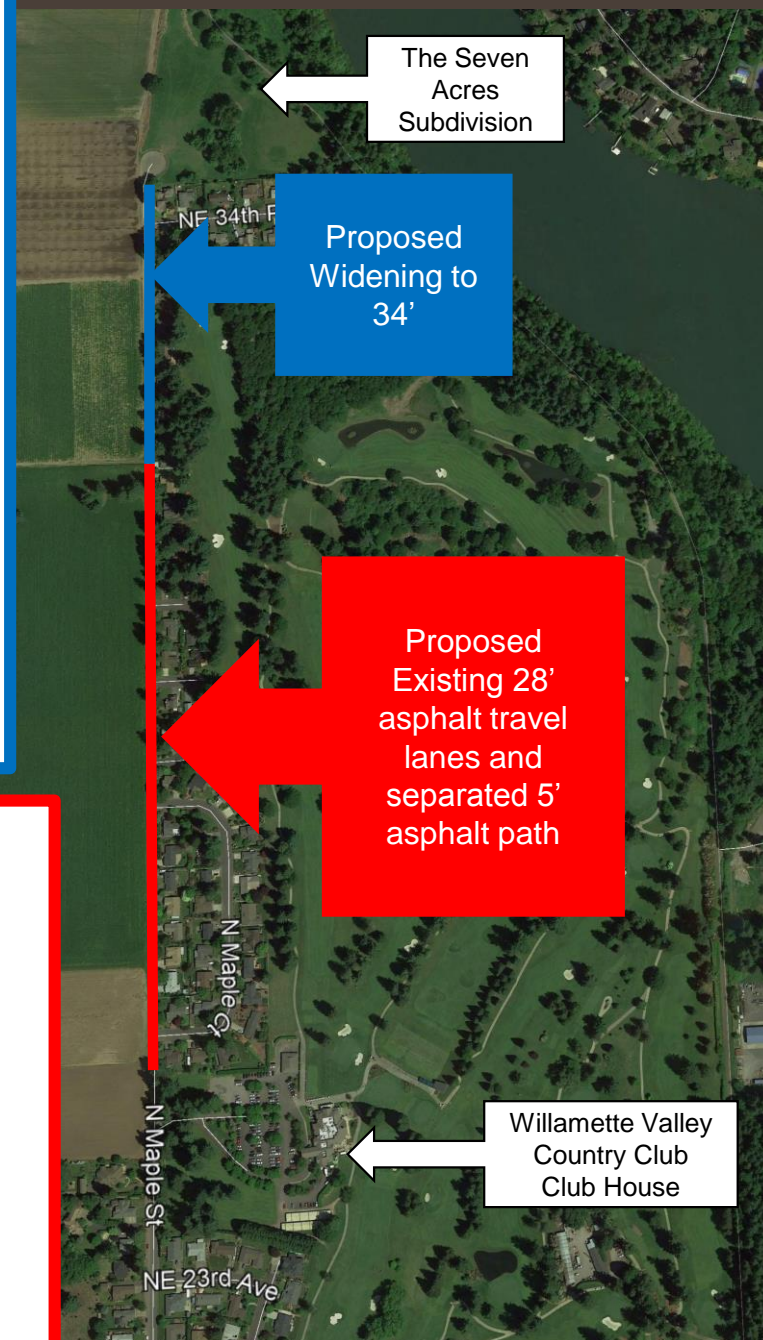 The Seven
Acres
Subdivision
NE 34th P
Proposed
Widening to
34’
Proposed
Existing 28’
asphalt travel
lanes and
separated 5’
asphalt path
N Maple Ct
N Maple St
Willamette Valley
Country Club
Club House
NE 23rd Ave